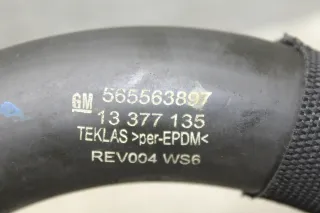 GM 565563897
13 377 135
TEKLAS >per-EPDM<
REV004 WS6